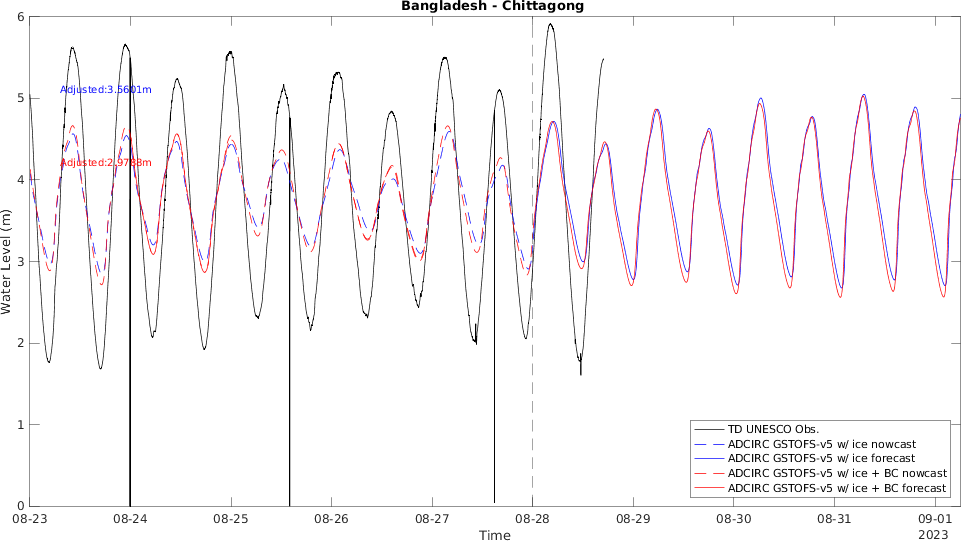 Bangladesh - Chittagong
6
5
4
3
2
1
0
Water Level (m)
Adjusted:3.5601m
TD UNESCO Obs.
ADCIRC GSTOFS-v5 w/ ice nowcast
ADCIRC GSTOFS-v5 w/ ice forecast
ADCIRC GSTOFS-v5 w/ ice + BC nowcast
ADCIRC GSTOFS-v5 w/ ice + BC forecast
08-23 08-24 08-25 08-26 08-27 08-28 08-29 08-30 08-31 09-01
Time
2023